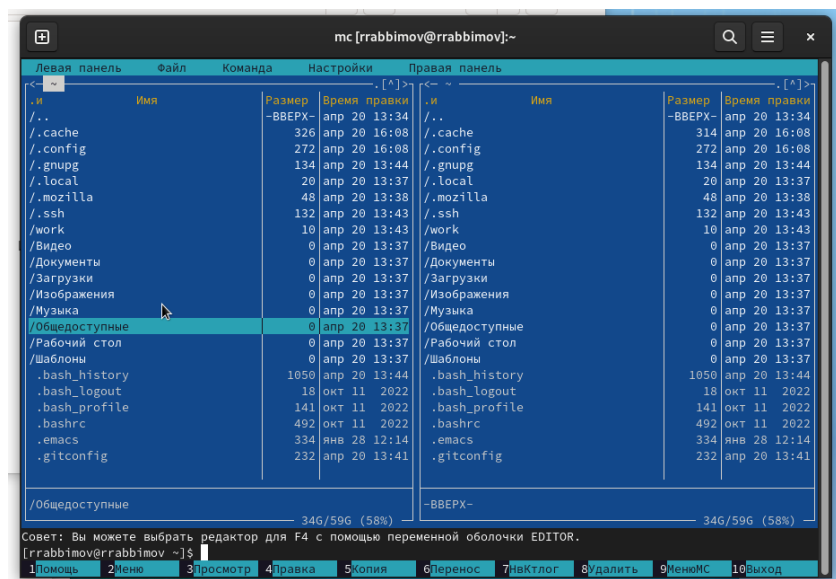 mc [rrabbimov@rrabbimov]:~
Левая панель Файл Команда Настройки Правая панель
<— ~ .[^]> <— ~ .[^]>
.и Имя Размер Время правки .и Имя Размер Время правки
/.. -ВВЕРХ- апр 20 13:34 /.. -ВВЕРХ- апр 20 13:34
/.cache 326 апр 20 16:08 /.cache 314 апр 20 16:08
/.config 272 апр 20 16:08 /.config 272 апр 20 16:08
/.gnupg 134 апр 20 13:44 /.gnupg 134 апр 20 13:44
/.local 20 апр 20 13:37 /.local 20 апр 20 13:37
/.mozilla 48 апр 20 13:38 /.mozilla 48 апр 20 13:38
/.ssh 132 апр 20 13:43 /.ssh 132 апр 20 13:43
/work 10 апр 20 13:43 /work 10 апр 20 13:43
/Видео 0 апр 20 13:37 /Видео 0 апр 20 13:37
/Документы 0 апр 20 13:37 /Документы 0 апр 20 13:37
/Загрузки 0 апр 20 13:37 /Загрузки 0 апр 20 13:37
/Изображения 0 апр 20 13:37 /Изображения 0 апр 20 13:37
/Музыка 0 апр 20 13:37 /Музыка 0 апр 20 13:37
/Общедоступные 0 апр 20 13:37 /Общедоступные 0 апр 20 13:37
/Рабочий стол 0 апр 20 13:37 /Рабочий стол 0 апр 20 13:37
/Шаблоны 0 апр 20 13:37 /Шаблоны 0 апр 20 13:37
.bash_history 1050 апр 20 13:44 .bash_history 1050 апр 20 13:44
.bash_logout 18 окт 11 2022 .bash_logout 18 окт 11 2022
.bash_profile 141 окт 11 2022 .bash_profile 141 окт 11 2022
.bashrc 492 окт 11 2022 .bashrc 492 окт 11 2022
.emacs 334 янв 28 12:14 .emacs 334 янв 28 12:14
.gitconfig 232 апр 20 13:41 .gitconfig 232 апр 20 13:41
/Общедоступные -ВВЕРХ-
34G/59G (58%) 34G/59G (58%)
Совет: Вы можете выбрать редактор для F4 с помощью переменной оболочки EDITOR.
[rrabbimov@rrabbimov ~]$
1Помощь 2Меню 3Просмотр 4Правка 5Копия 6Перенос 7НвКтлог 8Удалить 9МенюМС 10Выход